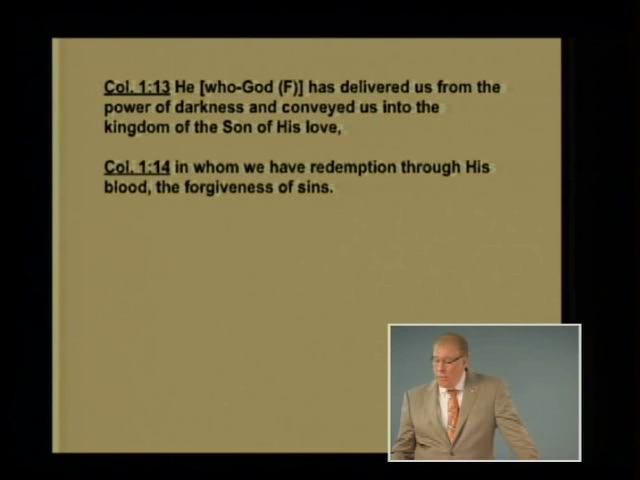 Col. 1:13 He [who-God (F)] has delivered us from the
power of darkness and conveyed us into the
kingdom of the Son of His love,
Col. 1:14 in whom we have redemption through His
blood, the forgiveness of sins.